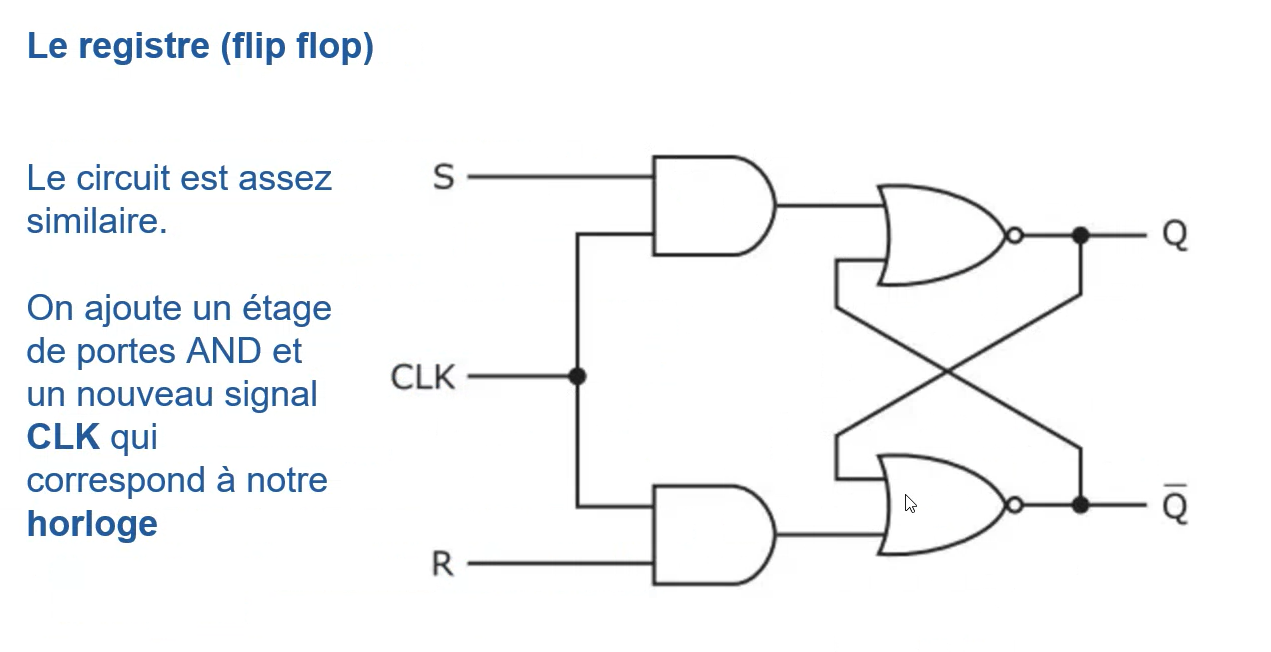 Le registre (flip flop)
Le circuit est assez
similaire.
On ajoute un étage
de portes AND et
un nouveau signal
CLK qui
correspond à notre
horloge
S
CLK
R
Q
Q̅